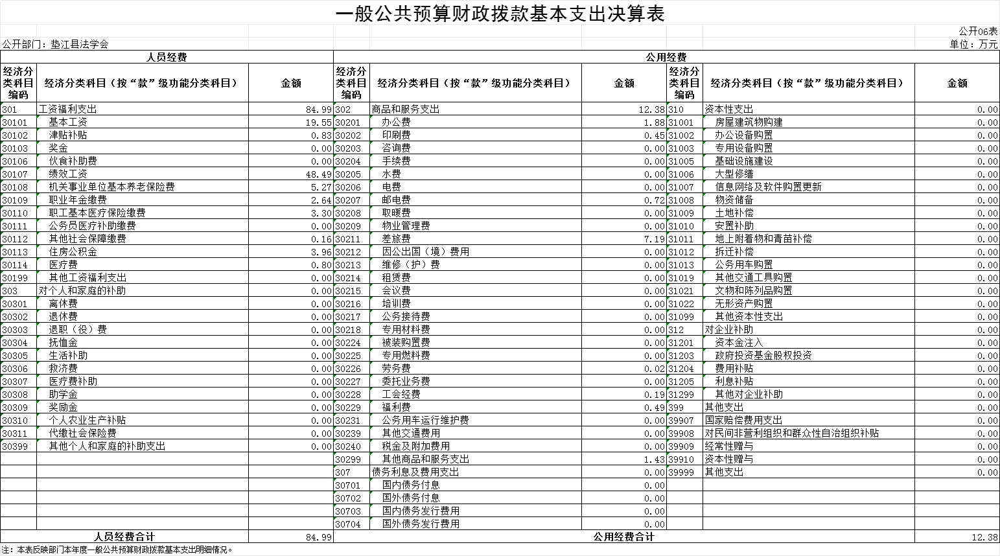 一般公共预算财政拨款基本支出决算表
公开06表
公开部门：垫江县法学会 单位：万元
人员经费 公用经费
经济分类科目编码 经济分类科目（按“款”级功能分类科目） 金额 经济分类科目编码 经济分类科目（按“款”级功能分类科目） 金额 经济分类科目编码 经济分类科目（按“款”级功能分类科目） 金额
301 工资福利支出 84.99 302 商品和服务支出 12.38 310 资本性支出 0.00
30101 基本工资 19.55 30201 办公费 1.88 31001 房屋建筑物购建 0.00
30102 津贴补贴 0.83 30202 印刷费 0.45 31002 办公设备购置 0.00
30103 奖金 0.00 30203 咨询费 0.00 31003 专用设备购置 0.00
30106 伙食补助费 0.00 30204 手续费 0.00 31005 基础设施建设 0.00
30107 绩效工资 48.49 30205 水费 0.00 31006 大型修缮 0.00
30108 机关事业单位基本养老保险费 5.27 30206 电费 0.00 31007 信息网络及软件购置更新 0.00
30109 职业年金缴费 2.64 30207 邮电费 0.72 31008 物资储备 0.00
30110 职工基本医疗保险缴费 3.30 30208 取暖费 0.00 31009 土地补偿 0.00
30111 公务员医疗补助缴费 0.00 30209 物业管理费 0.00 31010 安置补助 0.00
30112 其他社会保障缴费 0.16 30211 差旅费 7.19 31011 地上附着物和青苗补偿 0.00
30113 住房公积金 3.96 30212 因公出国（境）费用 0.00 31012 拆迁补偿 0.00
30114 医疗费 0.80 30213 维修（护）费 0.00 31013 公务用车购置 0.00
30199 其他工资福利支出 0.00 30214 租赁费 0.00 31019 其他交通工具购置 0.00
303 对个人和家庭的补助 0.00 30215 会议费 0.00 31021 文物和陈列品购置 0.00
30301 离休费 0.00 30216 培训费 0.00 31022 无形资产购置 0.00
30302 退休费 0.00 30217 公务接待费 0.00 31099 其他资本性支出 0.00
30303 退职（役）费 0.00 30218 专用材料费 0.00 312 对企业补助 0.00
30304 抚恤金 0.00 30224 被装购置费 0.00 31201 资本金注入 0.00
30305 生活补助 0.00 30225 专用燃料费 0.00 31203 政府投资基金股权投资 0.00
30306 救济费 0.00 30226 劳务费 0.02 31204 费用补贴 0.00
30307 医疗费补助 0.00 30227 委托业务费 0.00 31205 利息补贴 0.00
30308 助学金 0.00 30228 工会经费 0.19 31299 其他对企业补助 0.00
30309 奖励金 0.00 30229 福利费 0.49 399 其他支出 0.00
30310 个人农业生产补贴 0.00 30231 公务用车运行维护费 0.00 39907 国家赔偿费用支出 0.00
30311 代缴社会保险费 0.00 30239 其他交通费用 0.00 39908 对民间非营利组织和群众性自治组织补贴 0.00
30399 其他个人和家庭的补助支出 0.00 30240 税金及附加费用 0.00 39909 经常性赠与 0.00
30299 其他商品和服务支出 1.43 39910 资本性赠与 0.00
307 债务利息及费用支出 0.00 39999 其他支出 0.00
30701 国内债务付息 0.00
30702 国外债务付息 0.00
30703 国内债务发行费用 0.00
30704 国外债务发行费用 0.00
人员经费合计 84.99 公用经费合计 12.38
注：本表反映部门本年度一般公共预算财政拨款基本支出明细情况。